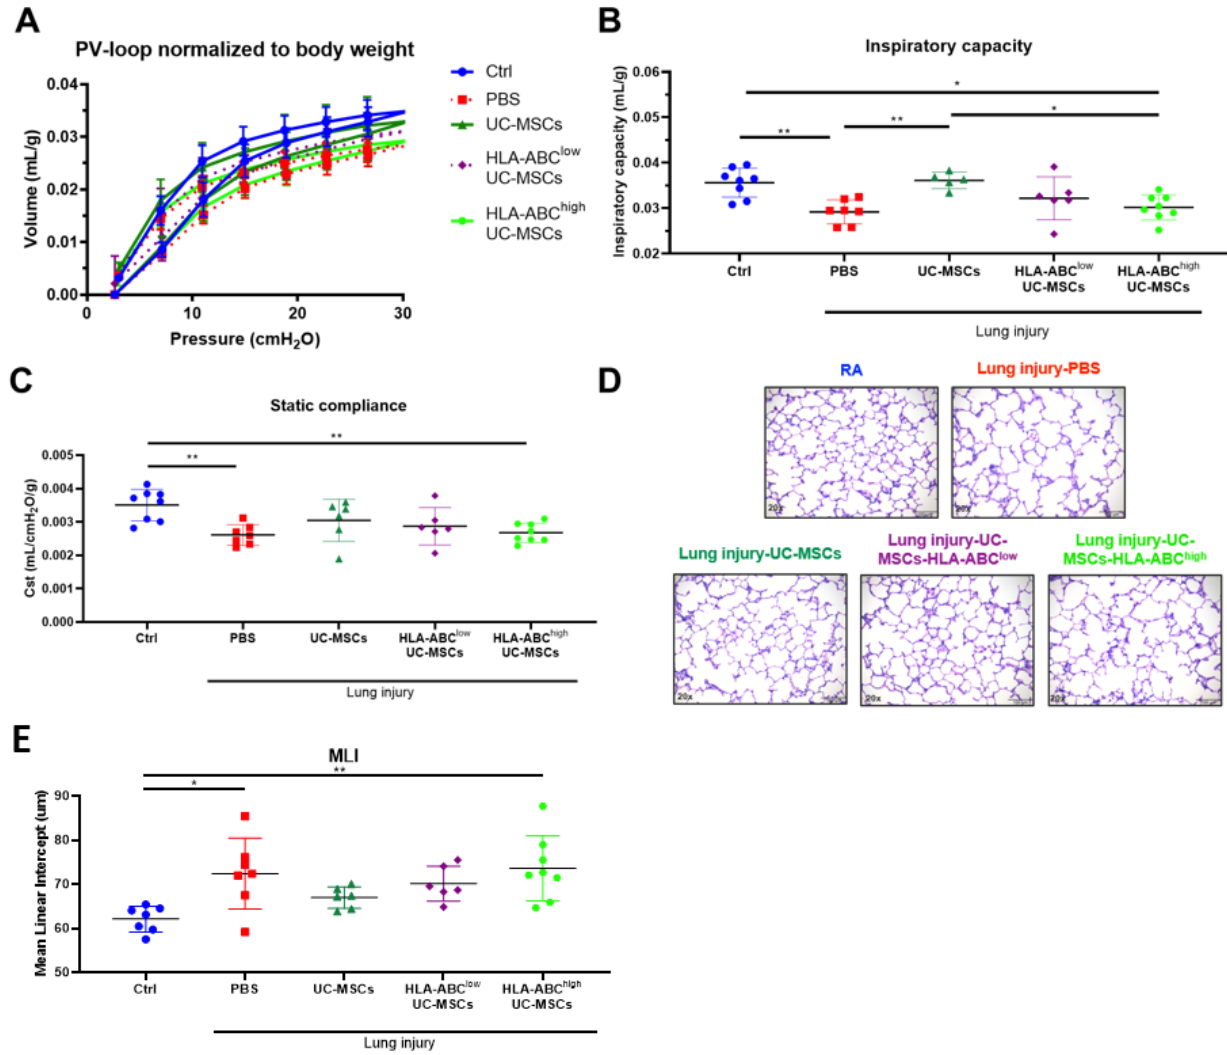 A
PV-loop normalized to body weight
Volume (mL/g)
0.04
0.03
0.02
0.01
0.00
0
10
20
30
Pressure (cmH2O)
Ctrl
PBS
UC-MSCs
HLA-ABClow
UC-MSCs
HLA-ABChigh
UC-MSCs
B
Inspiratory capacity
Inspiratory capacity (mL/g)
0.06
0.05
0.04
0.03
0.02
*
*
**
**
Ctrl
PBS
UC-MSCs
HLA-ABClow
UC-MSCs
HLA-ABChigh
UC-MSCs
Lung injury
C
Static compliance
Cst (mL/cmH2O/g)
0.005
0.004
0.003
0.002
0.001
0.000
**
**
Ctrl
PBS
UC-MSCs
HLA-ABClow
UC-MSCs
HLA-ABChigh
UC-MSCs
Lung injury
D
RA
Lung injury-PBS
20x
20x
Lung injury-UC-MSCs
Lung injury-UC-
MSCs-HLA-ABClow
Lung injury-UC-
MSCs-HLA-ABChigh
20x
20x
20x
E
MLI
Mean Linear Intercept (um)
90
80
70
60
50
**
*
Ctrl
PBS
UC-MSCs
HLA-ABClow
UC-MSCs
HLA-ABChigh
UC-MSCs
Lung injury